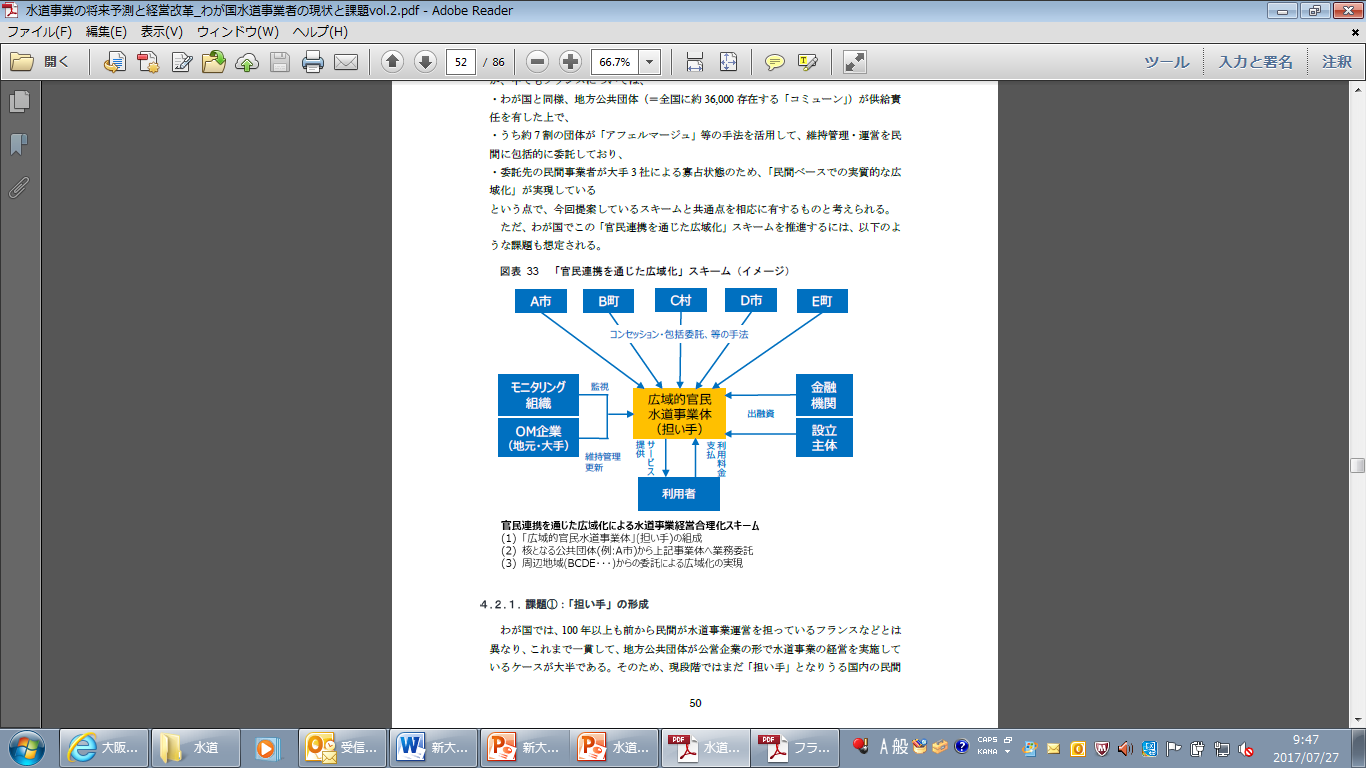 水道事業の将来予測と経営改革_わが国水道事業者の現状と課題vol.2.pdf - Adobe Reader
ファイル(F) 編集(E) 表示(V) ウィンドウ(W) ヘルプ(H)
開く 52 / 86 66.7% ツール 入力と署名 注釈
・わが国と同様、地方公共団体（＝全国に約 36,000 存在する「コミューン」）が供給責
任を有した上で、
・うち約７割の団体が「アフェルマージュ」等の手法を活用して、維持管理・運営を民
間に包括的に委託しており、
・委託先の民間事業者が大手３社による寡占状態のため、「民間ベースでの実質的な広
域化」が実現している
という点で、今回提案しているスキームと共通点を相応に有するものと考えられる。
ただ、わが国でこの「官民連携を通じた広域化」スキームを推進するには、以下のよ
うな課題も想定される。
図表 33 「官民連携を通じた広域化」スキーム（イメージ）
A市 B町 C村 D市 E町
コンセッション・包括委託、等の手法
モニタリング
組織
監視
広域的官民
水道事業体
（担い手）
金融
機関
出融資
OM企業
（地元・大手）
設立
主体
維持管理
更新
サービス
提供
利用料金
支払
利用者
官民連携を通じた広域化による水道事業経営合理化スキーム
(1) 「広域的官民水道事業体」(担い手)の組成
(2) 核となる公共団体(例:A市)から上記事業体へ業務委託
(3) 周辺地域(BCDE・・・)からの委託による広域化の実現
４.２.１. 課題①：「担い手」の形成
わが国では、100 年以上も前から民間が水道事業運営を担っているフランスなどとは
異なり、これまで一貫して、地方公共団体が公営企業の形で水道事業の経営を実施して
いるケースが大半である。そのため、現段階ではまだ「担い手」となりうる国内の民間
50
大阪... 水道 受信... 新大... 新大... 水道... 水道... フラ... A 般 CAPS KANA 9:47
2017/07/27